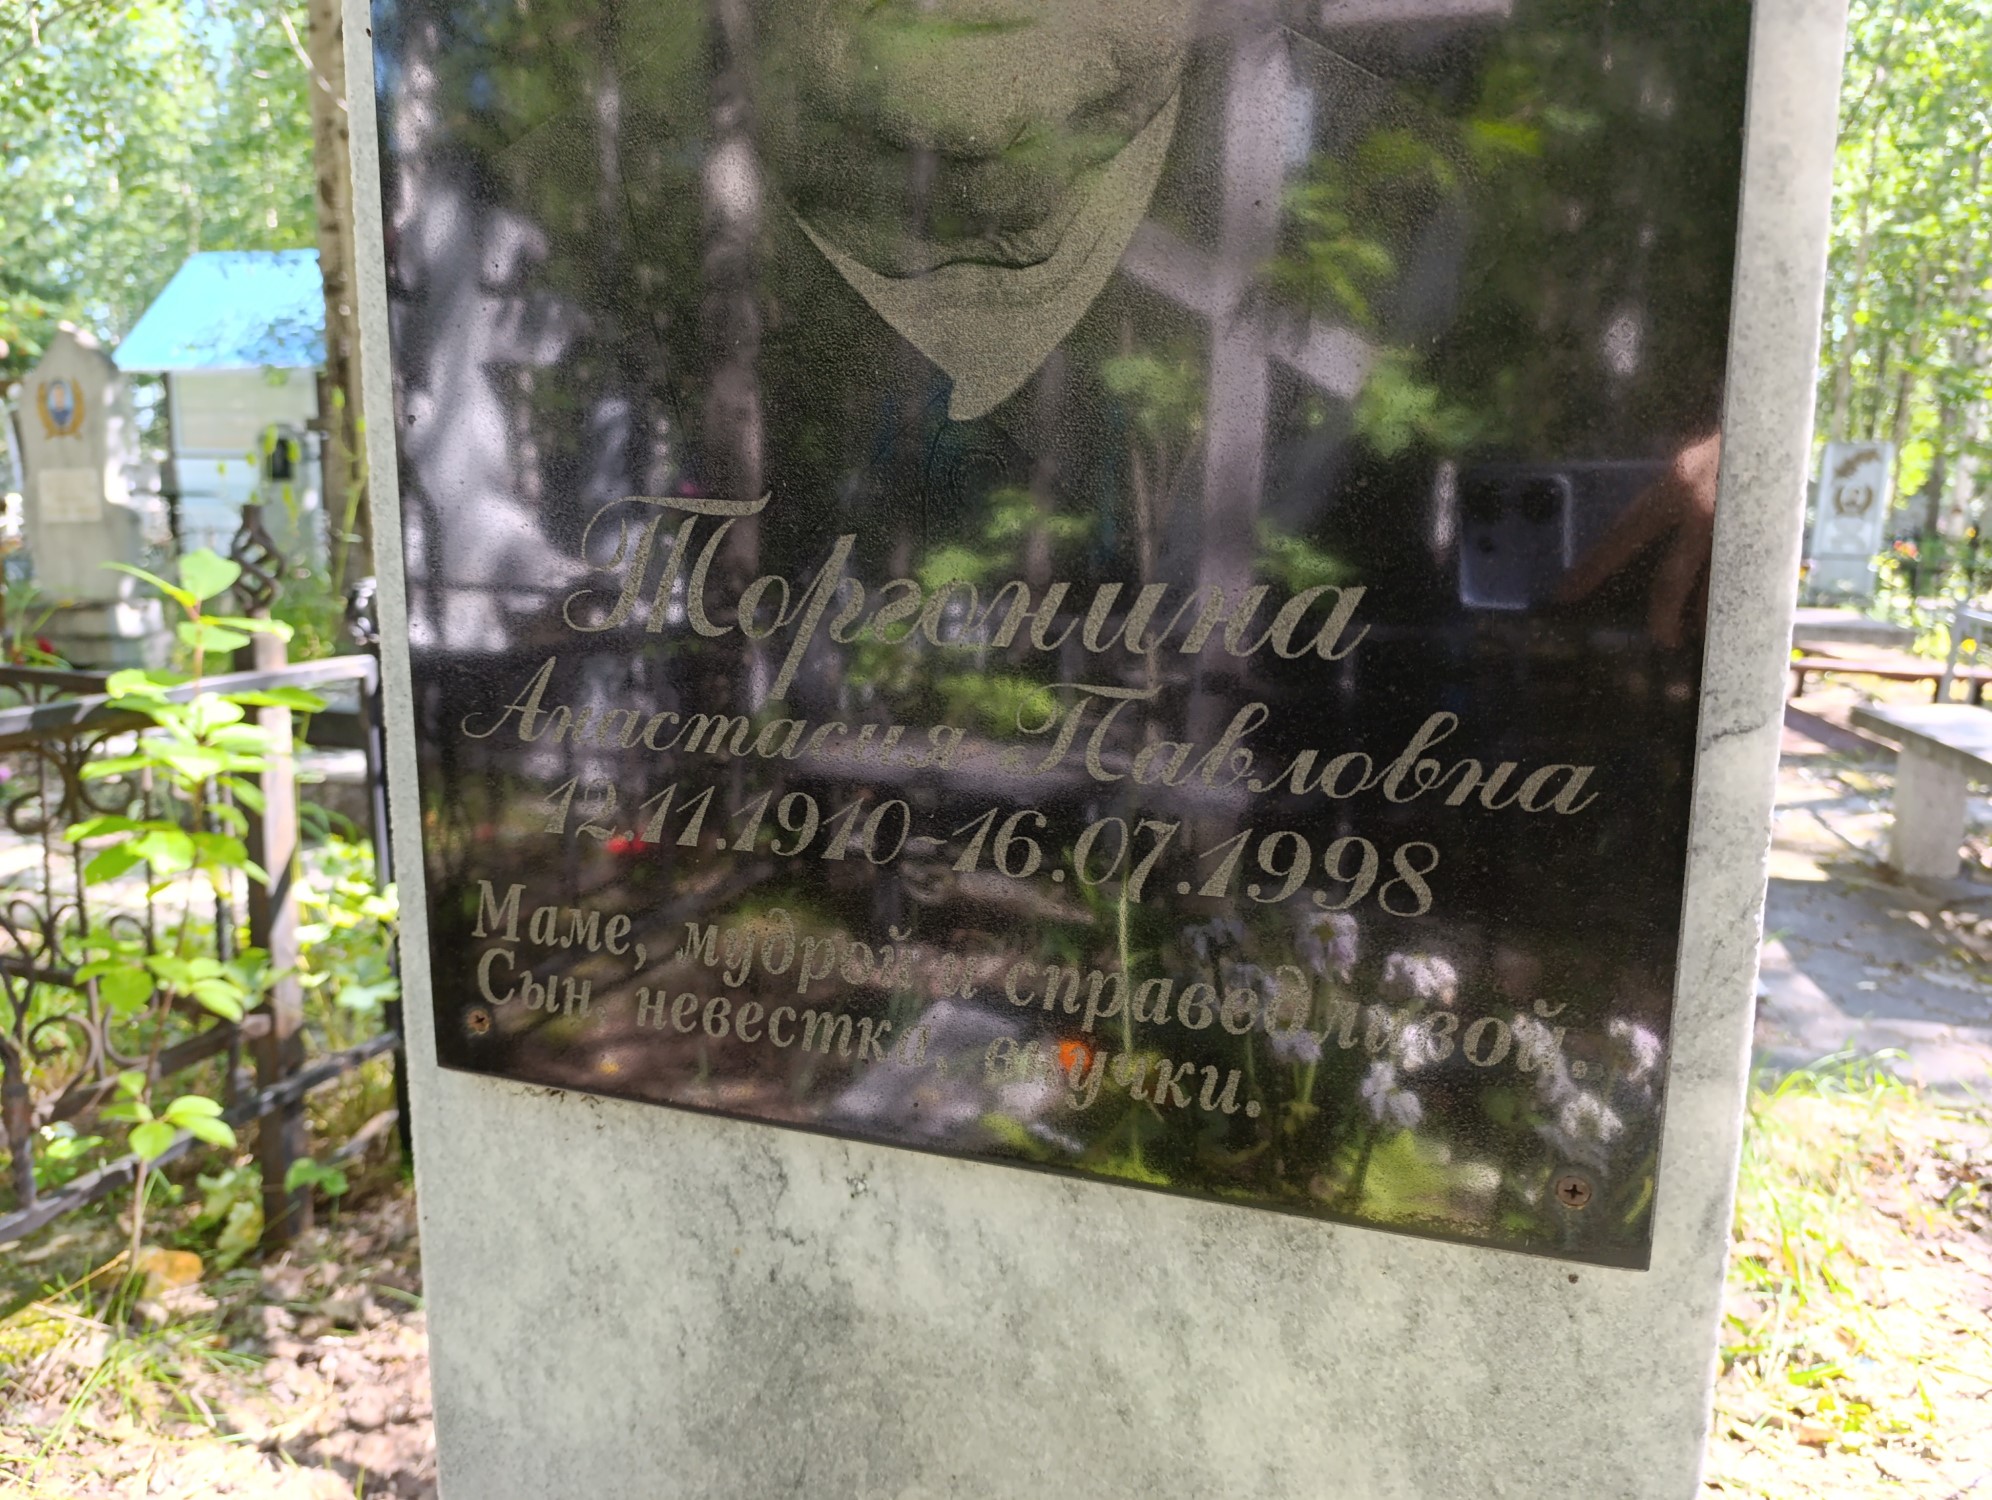 Торгонина
Анастасия Павловна
12.11.1910-16.07.1998
Маме, мудрой и справедливой.
Сын, невестка, внучки.